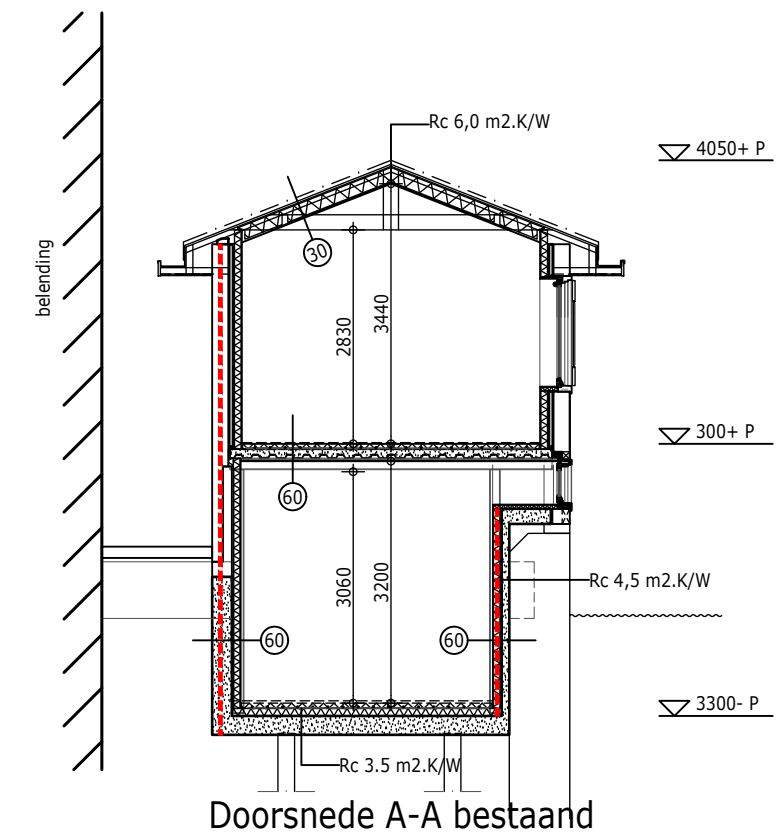 Rc 6,0 m2.K/W
4050+ P
belending
30
2830
3440
300+ P
60
3060
3200
Rc 4,5 m2.K/W
60
60
3300- P
Rc 3.5 m2.K/W
Doorsnede A-A bestaand